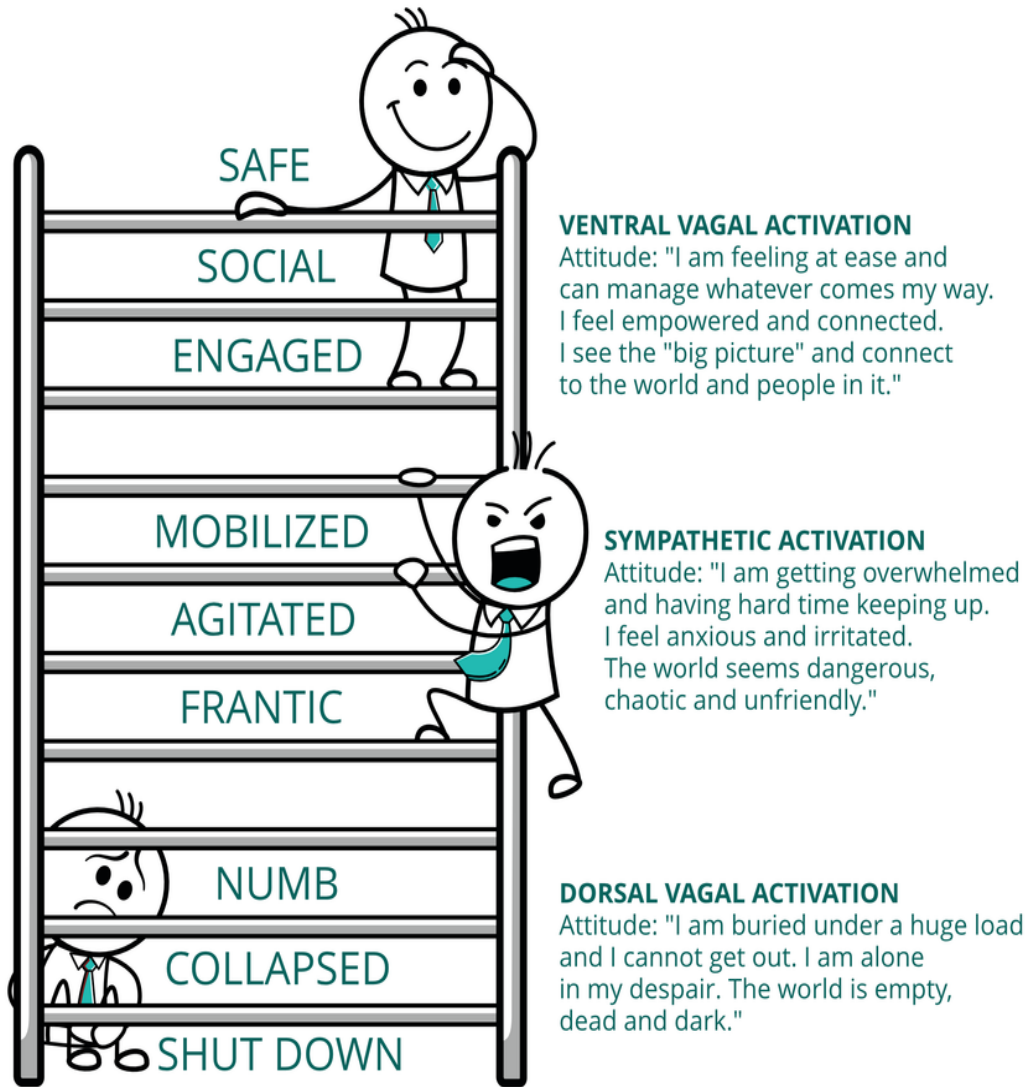 SAFE
SOCIAL
ENGAGED
VENTRAL VAGAL ACTIVATION
Attitude: "I am feeling at ease and
can manage whatever comes my way.
I feel empowered and connected.
I see the "big picture" and connect
to the world and people in it."
MOBILIZED
AGITATED
FRANTIC
SYMPATHETIC ACTIVATION
Attitude: "I am getting overwhelmed
and having hard time keeping up.
I feel anxious and irritated.
The world seems dangerous,
chaotic and unfriendly."
NUMB
COLLAPSED
SHUT DOWN
DORSAL VAGAL ACTIVATION
Attitude: "I am buried under a huge load
and I cannot get out. I am alone
in my despair. The world is empty,
dead and dark."